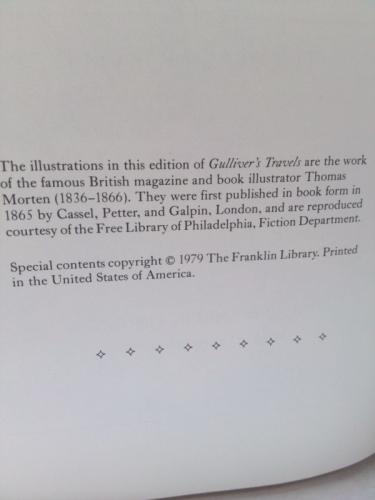 The illustrations in this edition of Gulliver's Travels are the work
of the famous British magazine and book illustrator Thomas
Morten (1836–1866). They were first published in book form in
1865 by Cassel, Petter, and Galpin, London, and are reproduced
courtesy of the Free Library of Philadelphia, Fiction Department.
Special contents copyright © 1979 The Franklin Library. Printed
in the United States of America.